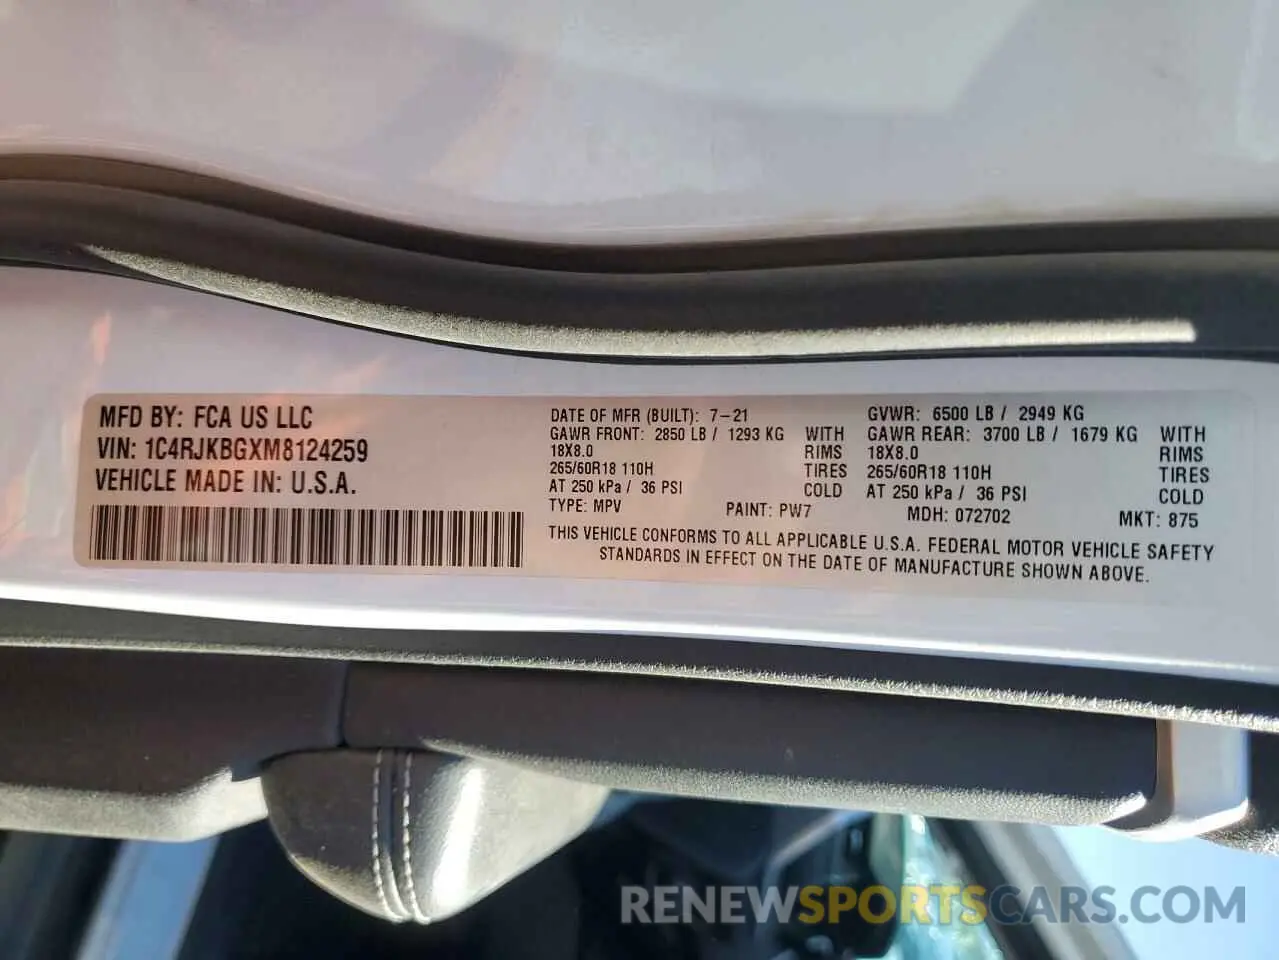 MFD BY: FCA US LLC
VIN: 1C4RJKBGXM8124259
VEHICLE MADE IN: U.S.A.
DATE OF MFR (BUILT): 7-21
GAWR FRONT: 2850 LB / 1293 KG WITH
18X8.0 RIMS
265/60R18 110H TIRES
AT 250 kPa / 36 PSI COLD
TYPE: MPV PAINT: PW7
GVWR: 6500 LB / 2949 KG
GAWR REAR: 3700 LB / 1679 KG WITH
18X8.0 RIMS
265/60R18 110H TIRES
AT 250 kPa / 36 PSI COLD
MDH: 072702 MKT: 875
THIS VEHICLE CONFORMS TO ALL APPLICABLE U.S.A. FEDERAL MOTOR VEHICLE SAFETY
STANDARDS IN EFFECT ON THE DATE OF MANUFACTURE SHOWN ABOVE.
RENEWSPORTSCARS.COM